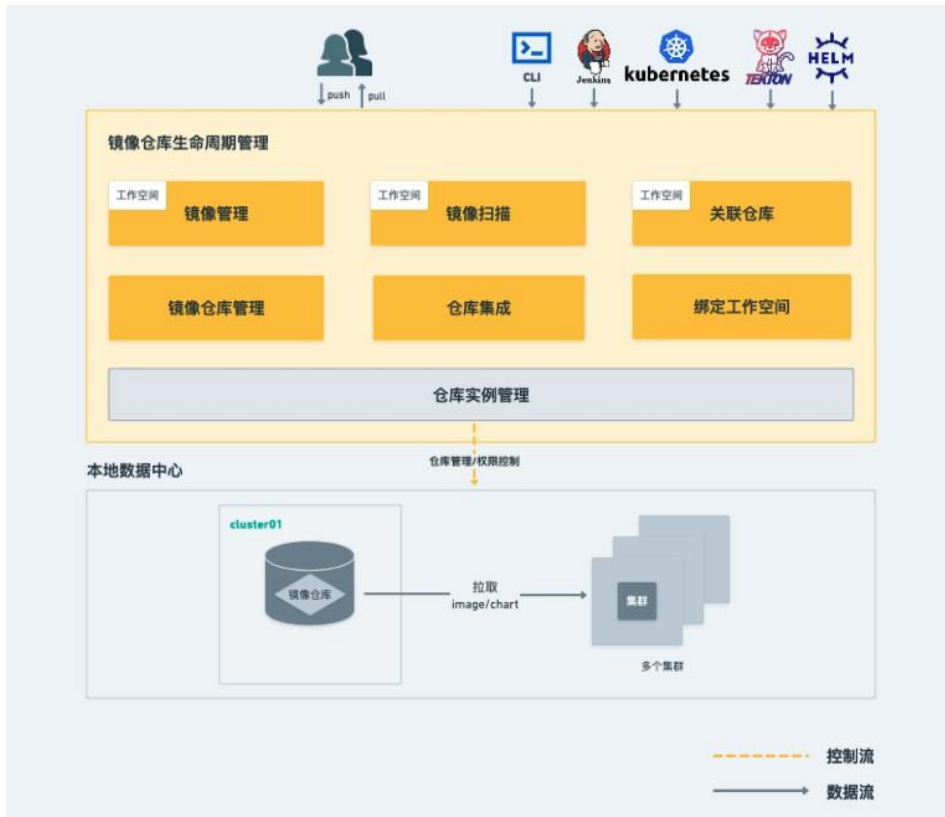 push
pull
CLI
Jenkins
kubernetes
TEKTON
HELM
镜像仓库生命周期管理
工作空间
镜像管理
工作空间
镜像扫描
工作空间
关联仓库
镜像仓库管理
仓库集成
绑定工作空间
仓库实例管理
仓库管理/权限控制
本地数据中心
cluster01
镜像仓库
拉取
image/chart
集群
多个集群
控制流
数据流